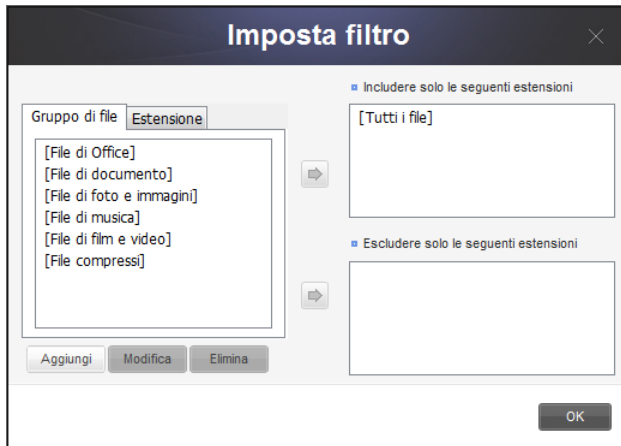 Imposta filtro
Gruppo di file
Estensione
[File di Office]
[File di documento]
[File di foto e immagini]
[File di musica]
[File di film e video]
[File compressi]
Aggiungi
Modifica
Elimina
Includere solo le seguenti estensioni
[Tutti i file]
Escludere solo le seguenti estensioni
OK